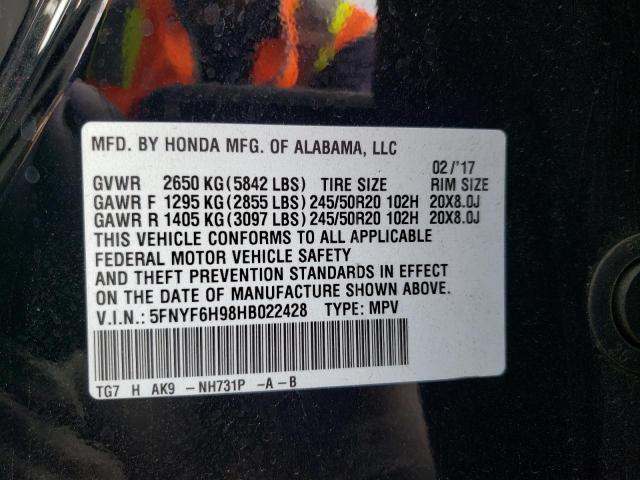 MFD. BY HONDA MFG. OF ALABAMA, LLC
02/'17
GVWR 2650 KG(5842 LBS) TIRE SIZE RIM SIZE
GAWR F 1295 KG(2855 LBS)245/50R20 102H 20X8.0J
GAWR R 1405 KG(3097 LBS)245/50R20 102H 20X8.0J
THIS VEHICLE CONFORMS TO ALL APPLICABLE
FEDERAL MOTOR VEHICLE SAFETY
AND THEFT PREVENTION STANDARDS IN EFFECT
ON THE DATE OF MANUFACTURE SHOWN ABOVE.
V.I.N.: 5FNYF6H98HB022428 TYPE: MPV
TG7 H AK9 -NH731P -A-B